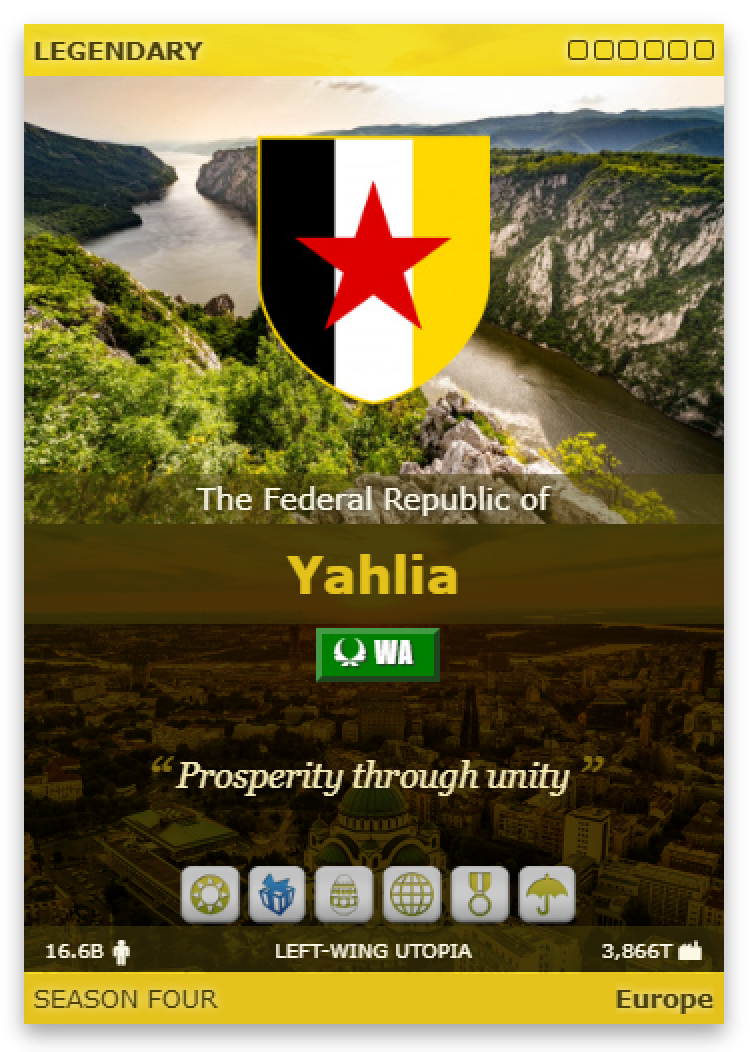 LEGENDARY
The Federal Republic of
Yahlia
WA
“Prosperity through unity”
16.6B LEFT-WING UTOPIA 3,866T
SEASON FOUR Europe